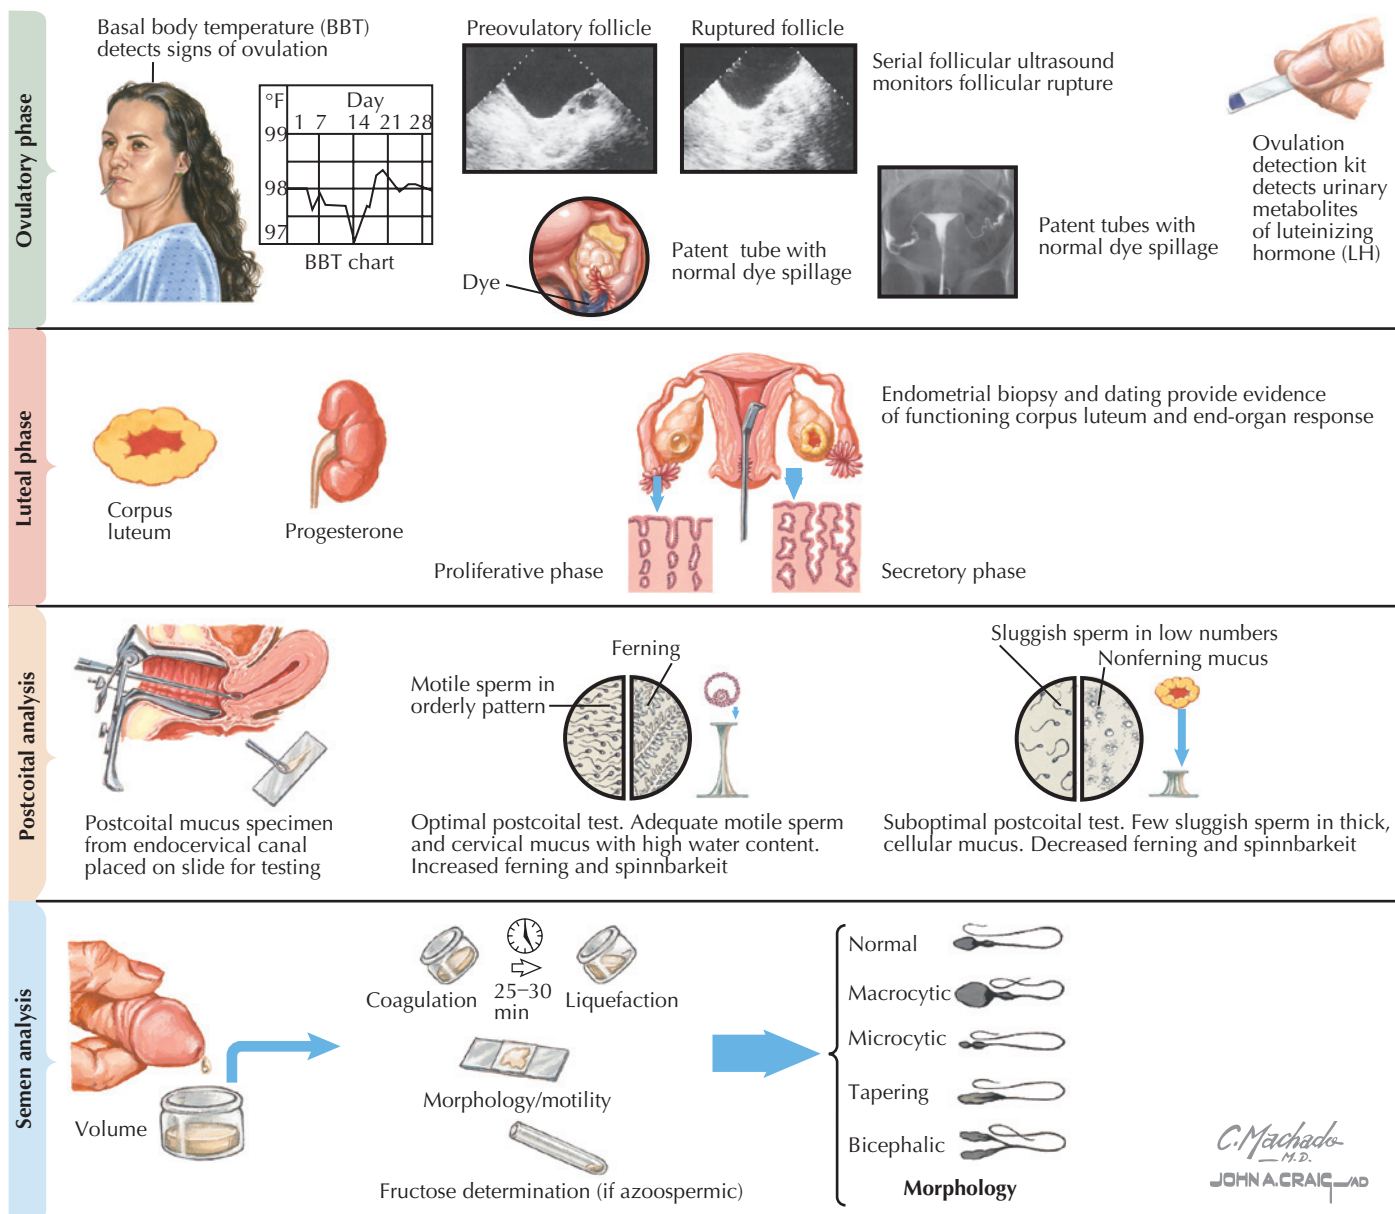 Ovulatory phase
Basal body temperature (BBT)
detects signs of ovulation
°F
Day
1 7 14 21 28
99
98
97
BBT chart
Preovulatory follicle
Ruptured follicle
Serial follicular ultrasound
monitors follicular rupture
Dye
Patent tube with
normal dye spillage
Patent tubes with
normal dye spillage
Ovulation
detection kit
detects urinary
metabolites
of luteinizing
hormone (LH)
Luteal phase
Corpus
luteum
Progesterone
Proliferative phase
Endometrial biopsy and dating provide evidence
of functioning corpus luteum and end-organ response
Secretory phase
Postcoital analysis
Postcoital mucus specimen
from endocervical canal
placed on slide for testing
Ferning
Motile sperm in
orderly pattern
Optimal postcoital test. Adequate motile sperm
and cervical mucus with high water content.
Increased ferning and spinnbarkeit
Sluggish sperm in low numbers
Nonferning mucus
Suboptimal postcoital test. Few sluggish sperm in thick,
cellular mucus. Decreased ferning and spinnbarkeit
Semen analysis
Volume
Coagulation
25–30
min
Liquefaction
Morphology/motility
Fructose determination (if azoospermic)
Normal
Macrocytic
Microcytic
Tapering
Bicephalic
Morphology
C. Machado
M.D.
JOHN A. CRAIG AD